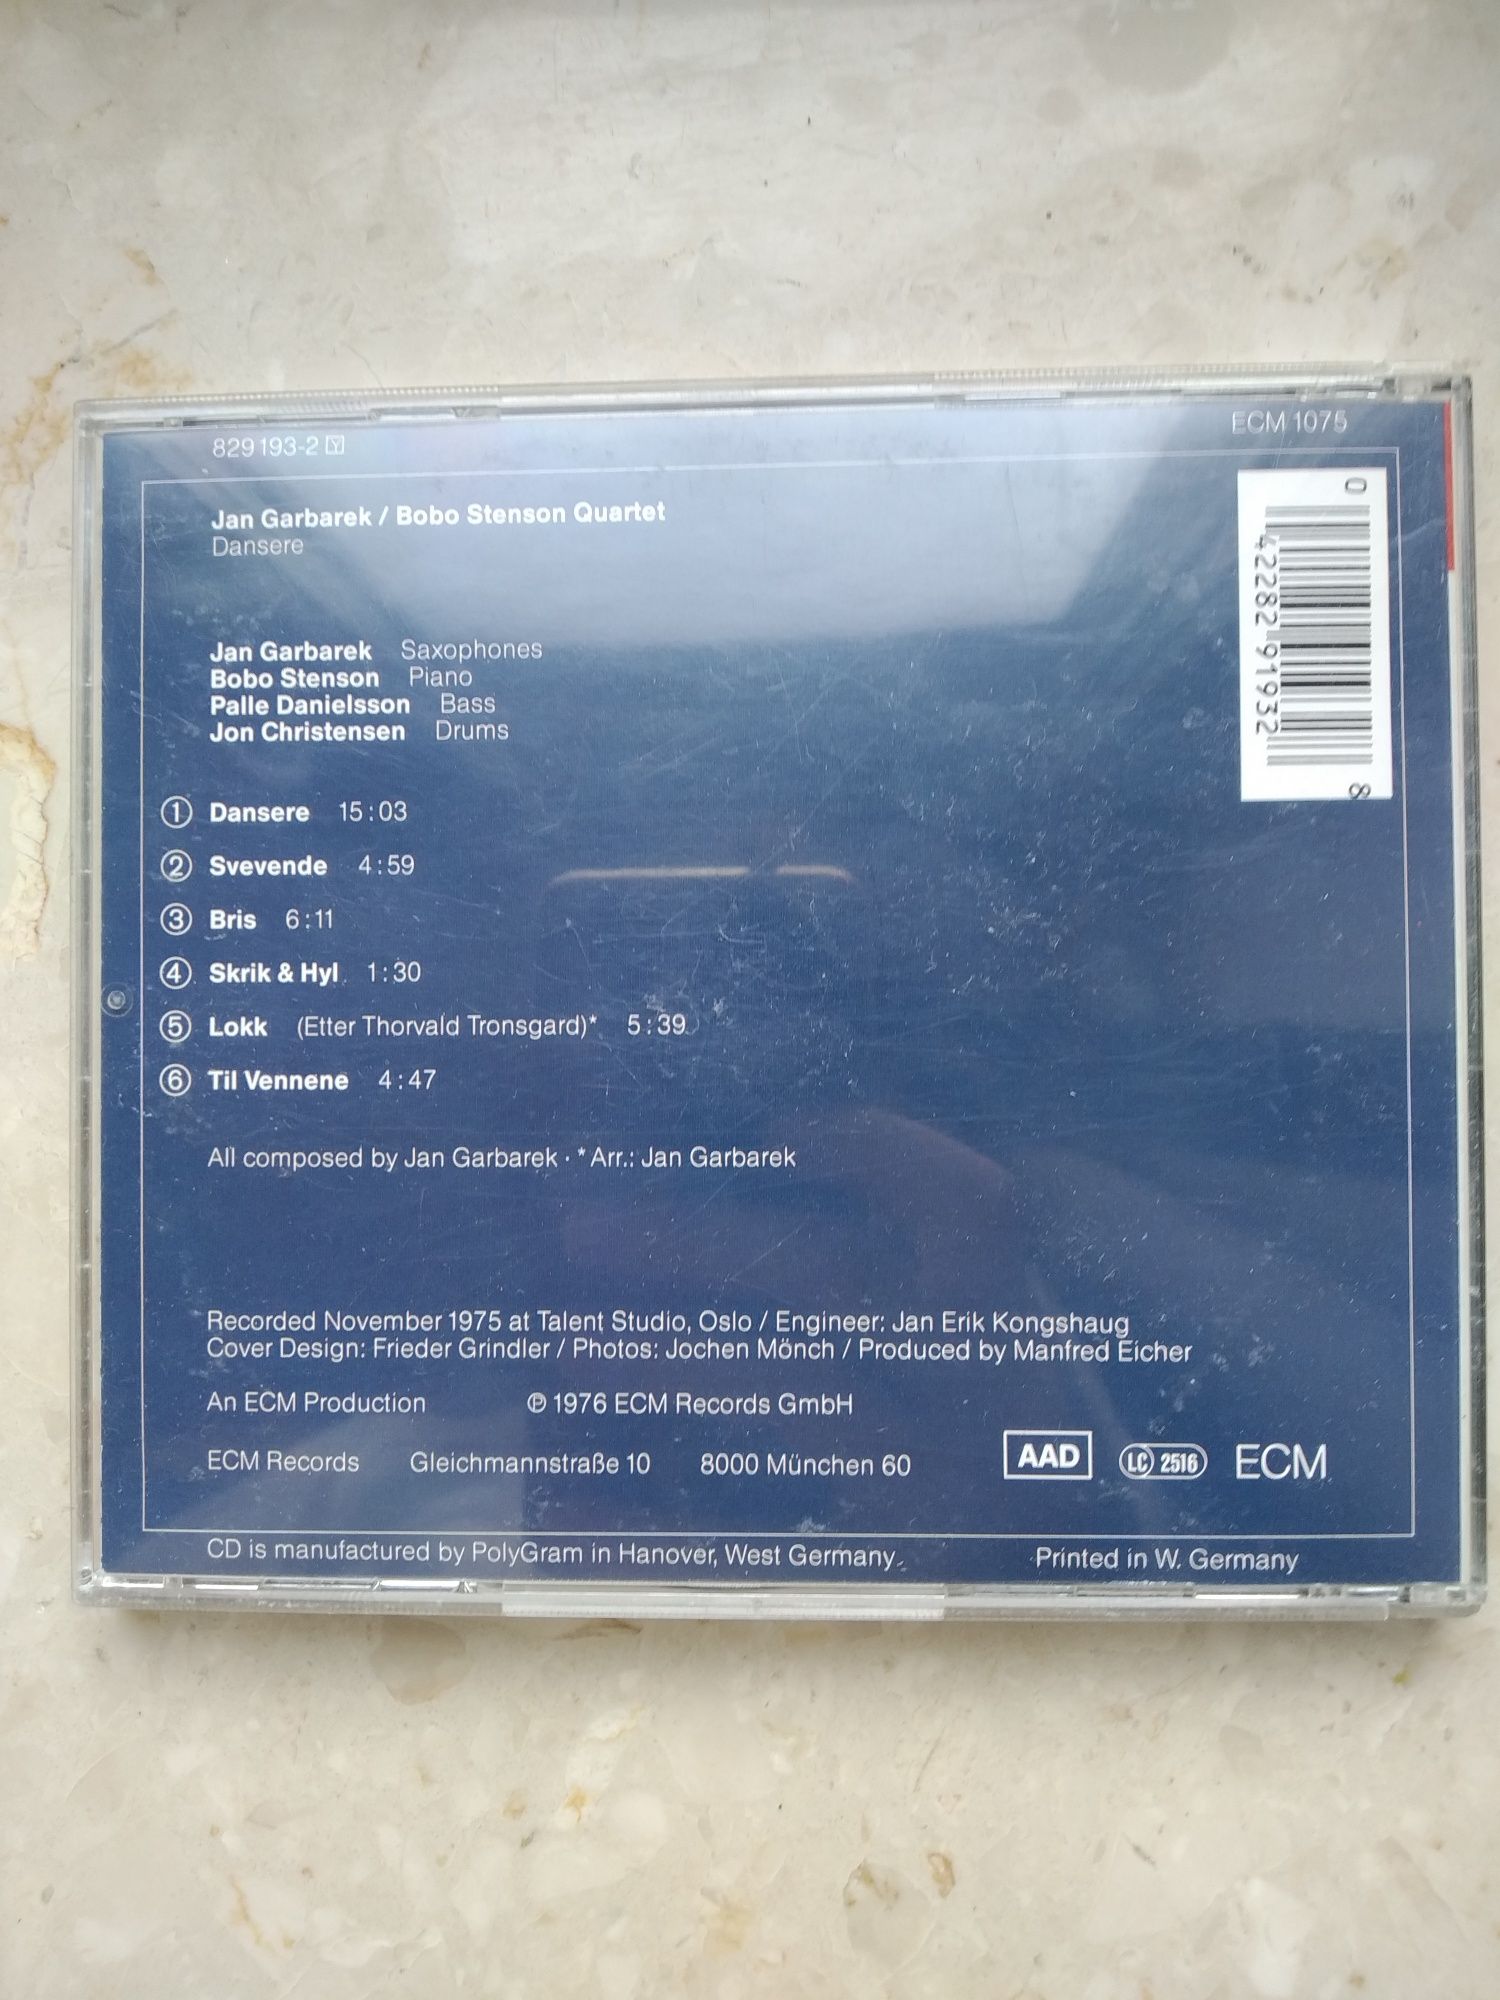 829 193-2 Y
ECM 1075
Jan Garbarek / Bobo Stenson Quartet
Dansere
0 42282 91932 8
Jan Garbarek Saxophones
Bobo Stenson Piano
Palle Danielsson Bass
Jon Christensen Drums
1 Dansere 15:03
2 Svevende 4:59
3 Bris 6:11
4 Skrik & Hyl 1:30
5 Lokk (Etter Thorvald Tronsgard)* 5:39
6 Til Vennene 4:47
All composed by Jan Garbarek · * Arr.: Jan Garbarek
Recorded November 1975 at Talent Studio, Oslo / Engineer: Jan Erik Kongshaug
Cover Design: Frieder Grindler / Photos: Jochen Mönch / Produced by Manfred Eicher
An ECM Production ℗ 1976 ECM Records GmbH
ECM Records Gleichmannstraße 10 8000 München 60
AAD LC 2516 ECM
CD is manufactured by PolyGram in Hanover, West Germany.
Printed in W. Germany